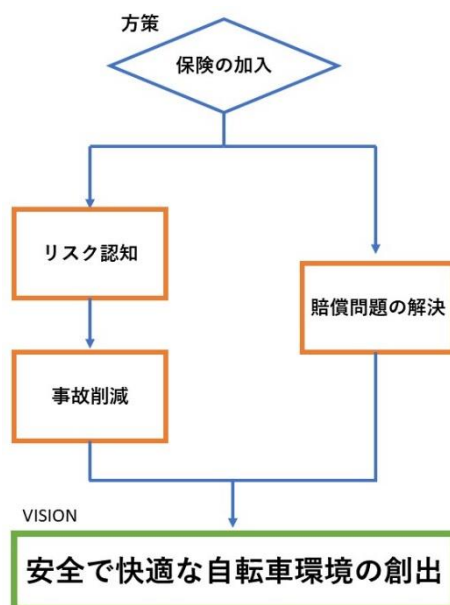 方策
保険の加入
リスク認知
賠償問題の解決
事故削減
VISION
安全で快適な自転車環境の創出